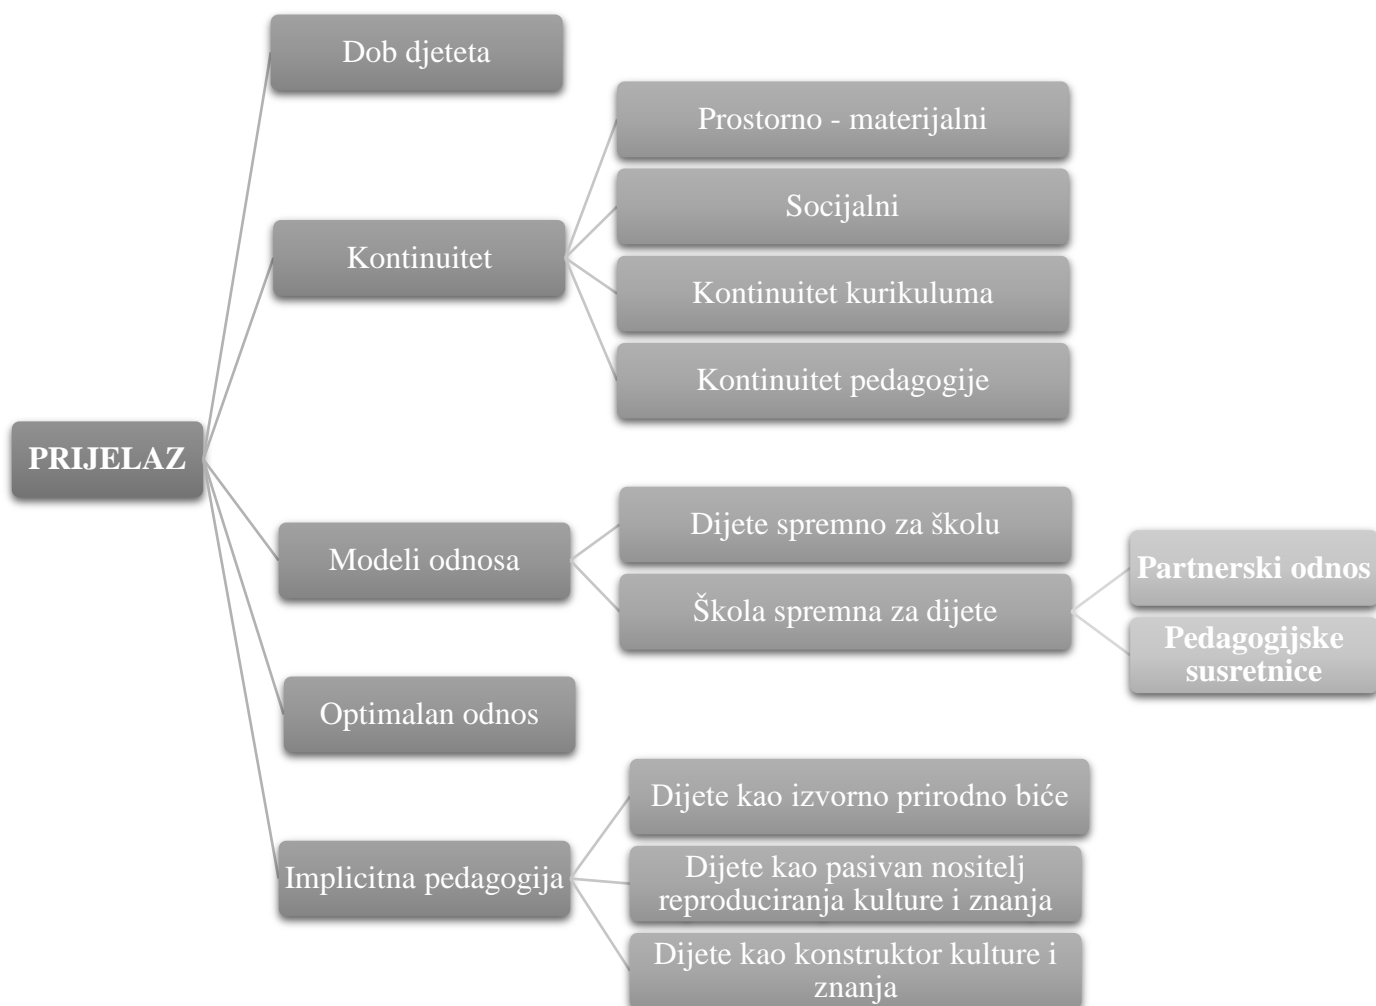 PRIJELAZ
Dob djeteta
Kontinuitet
Prostorno - materijalni
Socijalni
Kontinuitet kurikuluma
Kontinuitet pedagogije
Modeli odnosa
Dijete spremno za školu
Škola spremna za dijete
Partnerski odnos
Pedagogijske
susretnice
Optimalan odnos
Implicitna pedagogija
Dijete kao izvorno prirodno biće
Dijete kao pasivan nositelj
reproduciranja kulture i znanja
Dijete kao konstruktor kulture i
znanja